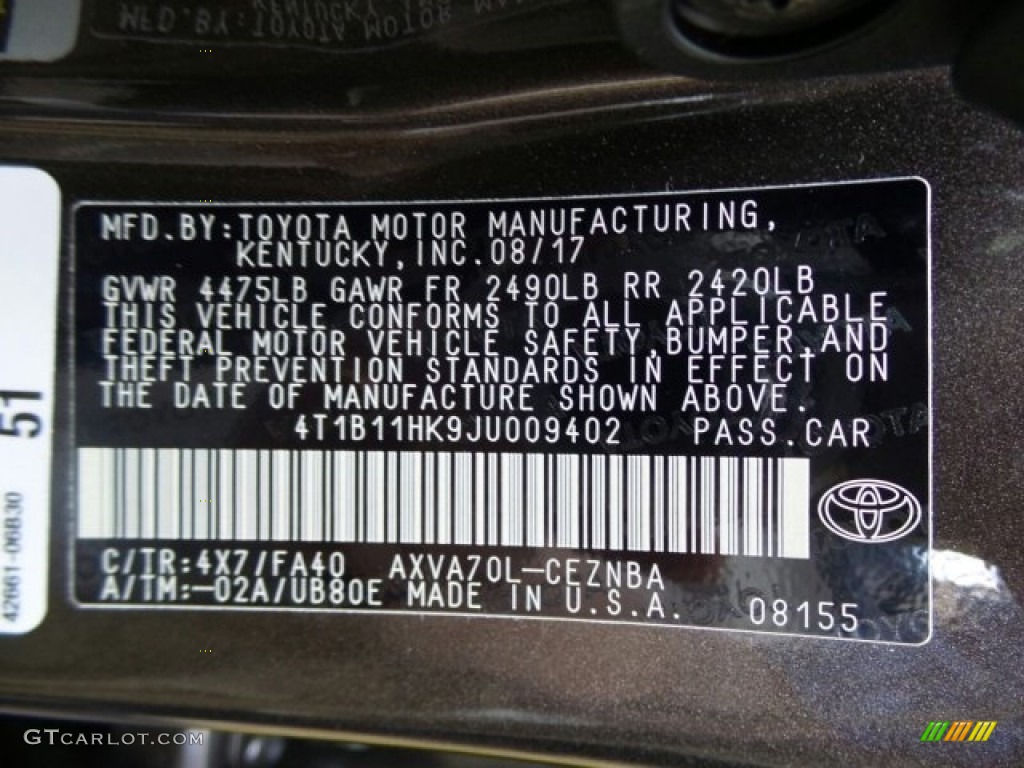 MFD.BY:TOYOTA MOTOR MANUFACTURING,
KENTUCKY, INC. 08/17
GVWR 4475LB GAWR FR 2490LB RR 2420LB
THIS VEHICLE CONFORMS TO ALL APPLICABLE
FEDERAL MOTOR VEHICLE SAFETY, BUMPER, AND
THEFT PREVENTION STANDARDS IN EFFECT ON
THE DATE OF MANUFACTURE SHOWN ABOVE.
4T1B11HK9JU009402 PASS.CAR
C/TR:4X7/FA40 AXVA70L-CEZNBA
A/TM:-02A/UB80E MADE IN U.S.A. 08155
51
42661-06B30
GTCARLOT.COM